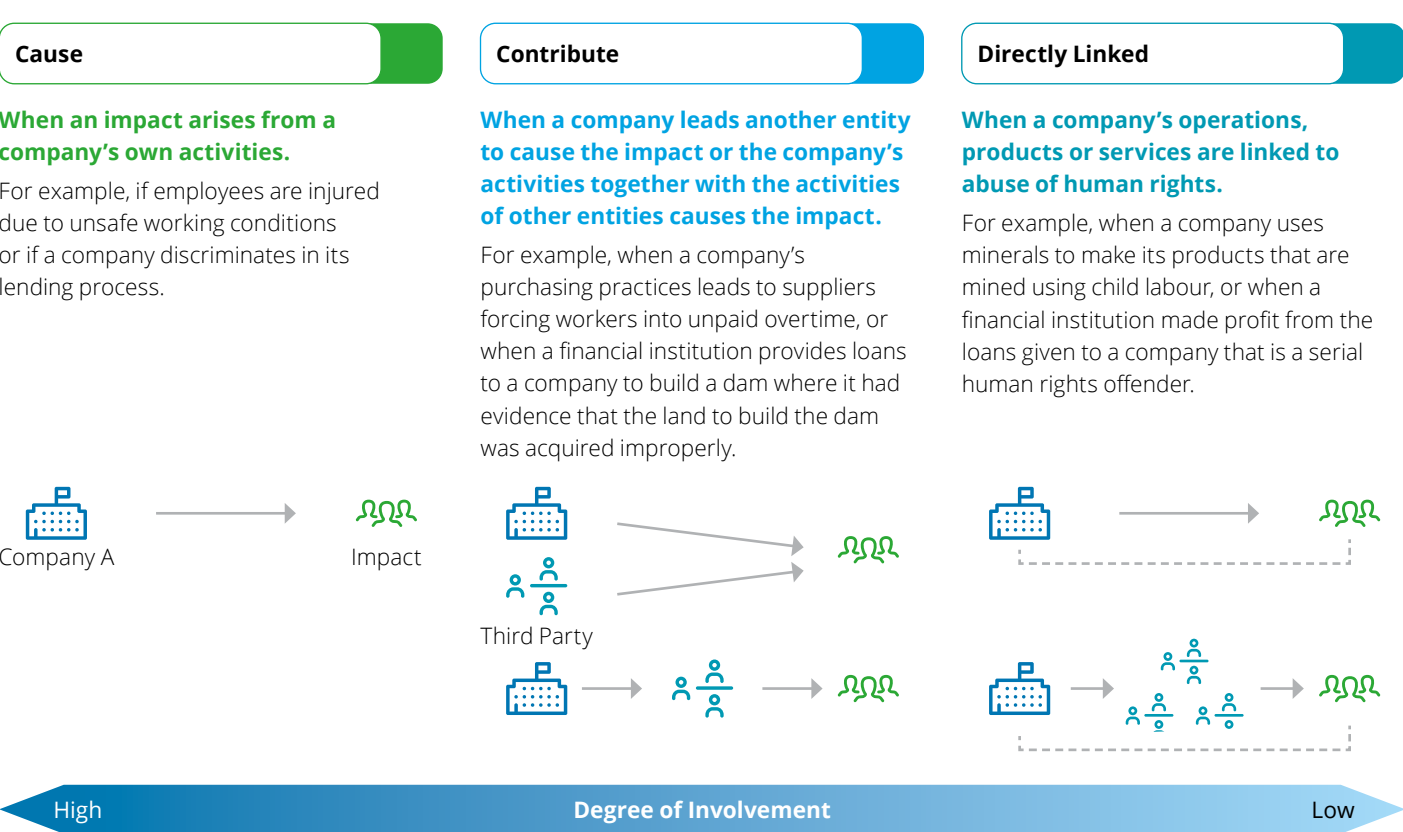 Cause
When an impact arises from a
company's own activities.
For example, if employees are injured
due to unsafe working conditions
or if a company discriminates in its
lending process.
Company A
Impact
Contribute
When a company leads another entity
to cause the impact or the company's
activities together with the activities
of other entities causes the impact.
For example, when a company's
purchasing practices leads to suppliers
forcing workers into unpaid overtime, or
when a financial institution provides loans
to a company to build a dam where it had
evidence that the land to build the dam
was acquired improperly.
Third Party
Directly Linked
When a company's operations,
products or services are linked to
abuse of human rights.
For example, when a company uses
minerals to make its products that are
mined using child labour, or when a
financial institution made profit from the
loans given to a company that is a serial
human rights offender.
High
Degree of Involvement
Low